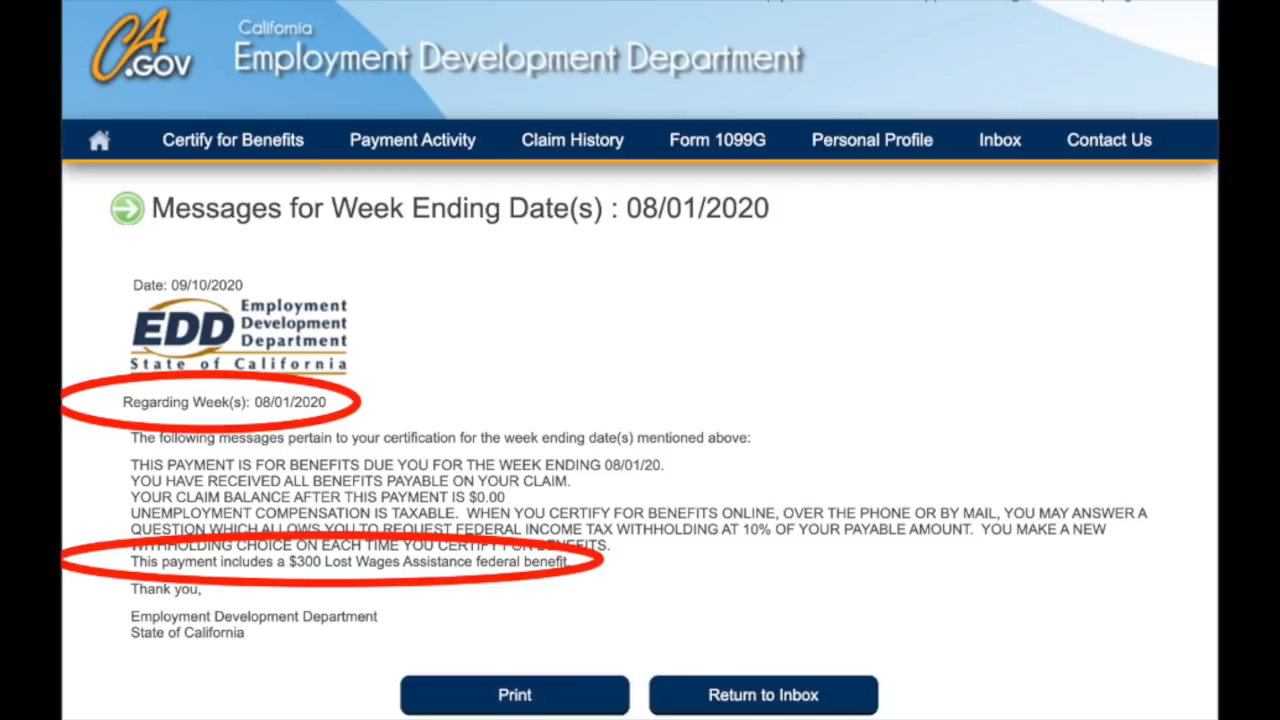 CA.GOV
California
Employment Development Department
Certify for Benefits Payment Activity Claim History Form 1099G Personal Profile Inbox Contact Us
Messages for Week Ending Date(s) : 08/01/2020
Date: 09/10/2020
EDD Employment
Development
Department
State of California
Regarding Week(s): 08/01/2020
The following messages pertain to your certification for the week ending date(s) mentioned above:
THIS PAYMENT IS FOR BENEFITS DUE YOU FOR THE WEEK ENDING 08/01/20.
YOU HAVE RECEIVED ALL BENEFITS PAYABLE ON YOUR CLAIM.
YOUR CLAIM BALANCE AFTER THIS PAYMENT IS $0.00
UNEMPLOYMENT COMPENSATION IS TAXABLE. WHEN YOU CERTIFY FOR BENEFITS ONLINE, OVER THE PHONE OR BY MAIL, YOU MAY ANSWER A
QUESTION WHICH ALLOWS YOU TO REQUEST FEDERAL INCOME TAX WITHHOLDING AT 10% OF YOUR PAYABLE AMOUNT. YOU MAKE A NEW
WITHHOLDING CHOICE ON EACH TIME YOU CERTIFY FOR BENEFITS.
This payment includes a $300 Lost Wages Assistance federal benefit.
Thank you,
Employment Development Department
State of California
Print Return to Inbox